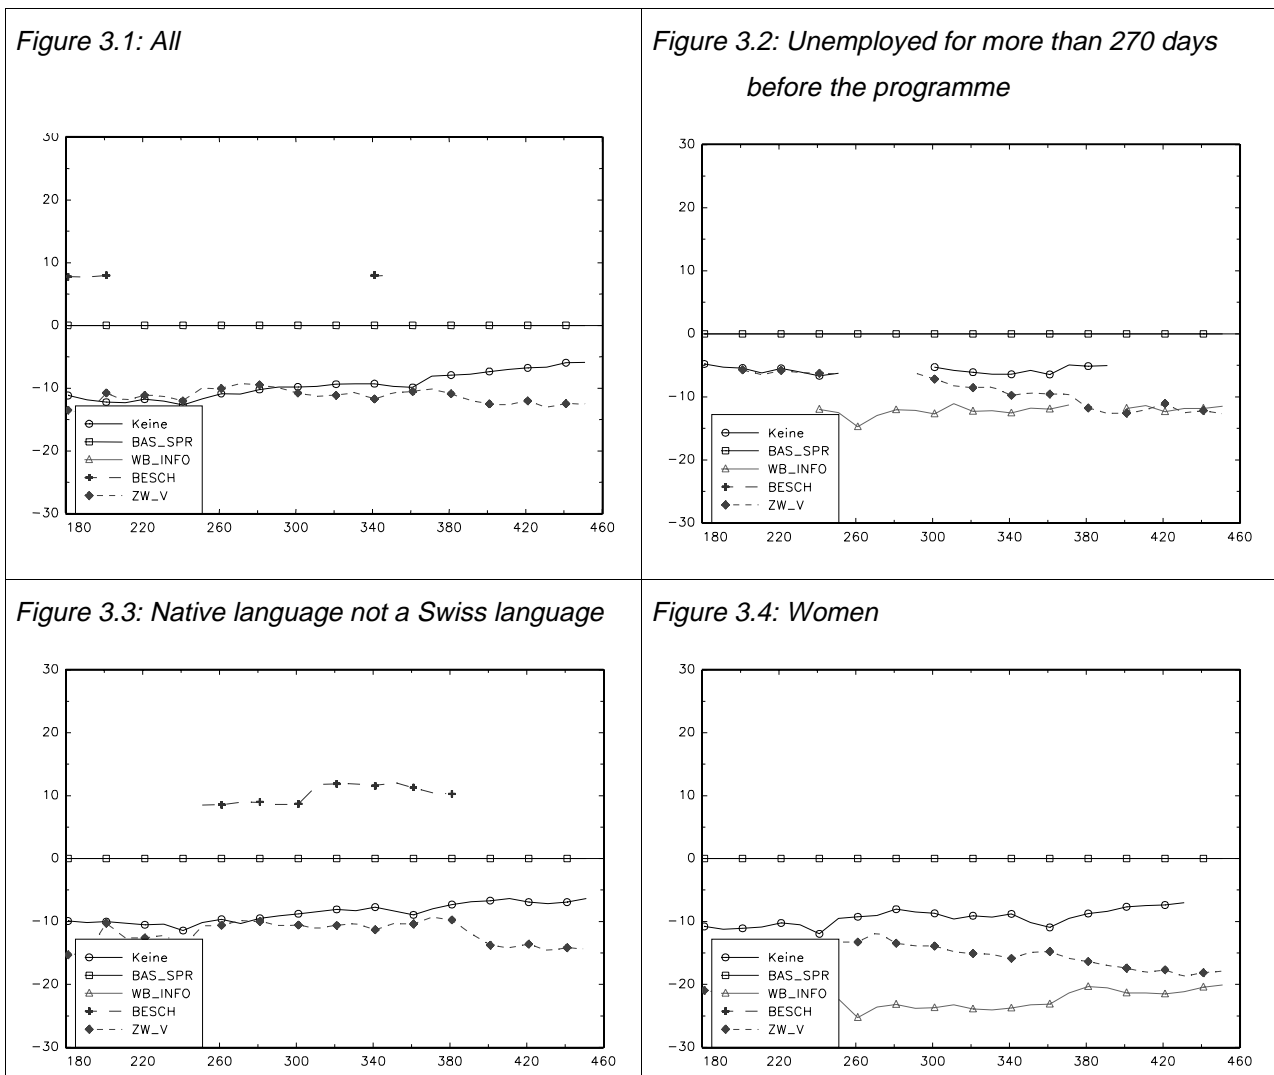 Figure 3.1: All
30
20
10
0
−10
−20
−30
Keine
BAS_SPR
WB_INFO
BESCH
ZW_V
180 220 260 300 340 380 420 460
Figure 3.2: Unemployed for more than 270 days
before the programme
30
20
10
0
−10
−20
−30
Keine
BAS_SPR
WB_INFO
BESCH
ZW_V
180 220 260 300 340 380 420 460
Figure 3.3: Native language not a Swiss language
30
20
10
0
−10
−20
−30
Keine
BAS_SPR
WB_INFO
BESCH
ZW_V
180 220 260 300 340 380 420 460
Figure 3.4: Women
30
20
10
0
−10
−20
−30
Keine
BAS_SPR
WB_INFO
BESCH
ZW_V
180 220 260 300 340 380 420 460